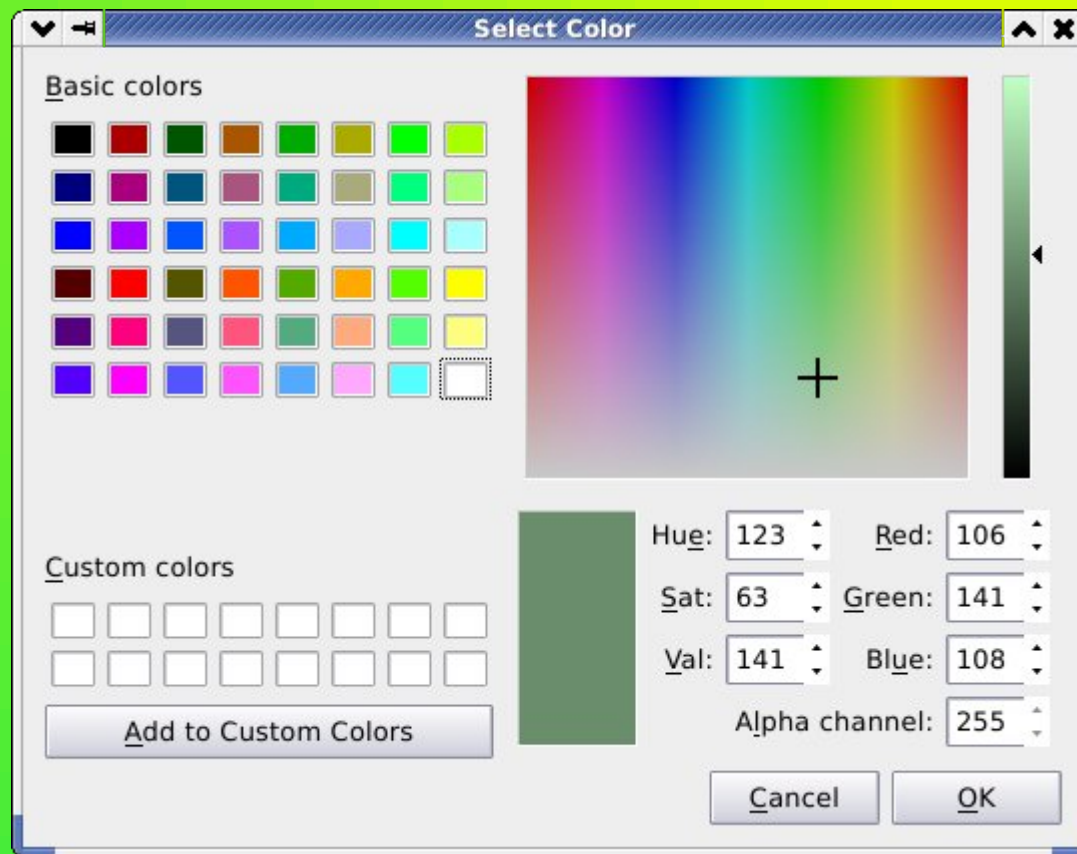 Select Color
Basic colors
Custom colors
Add to Custom Colors
Hue: 123 Red: 106
Sat: 63 Green: 141
Val: 141 Blue: 108
Alpha channel: 255
Cancel OK